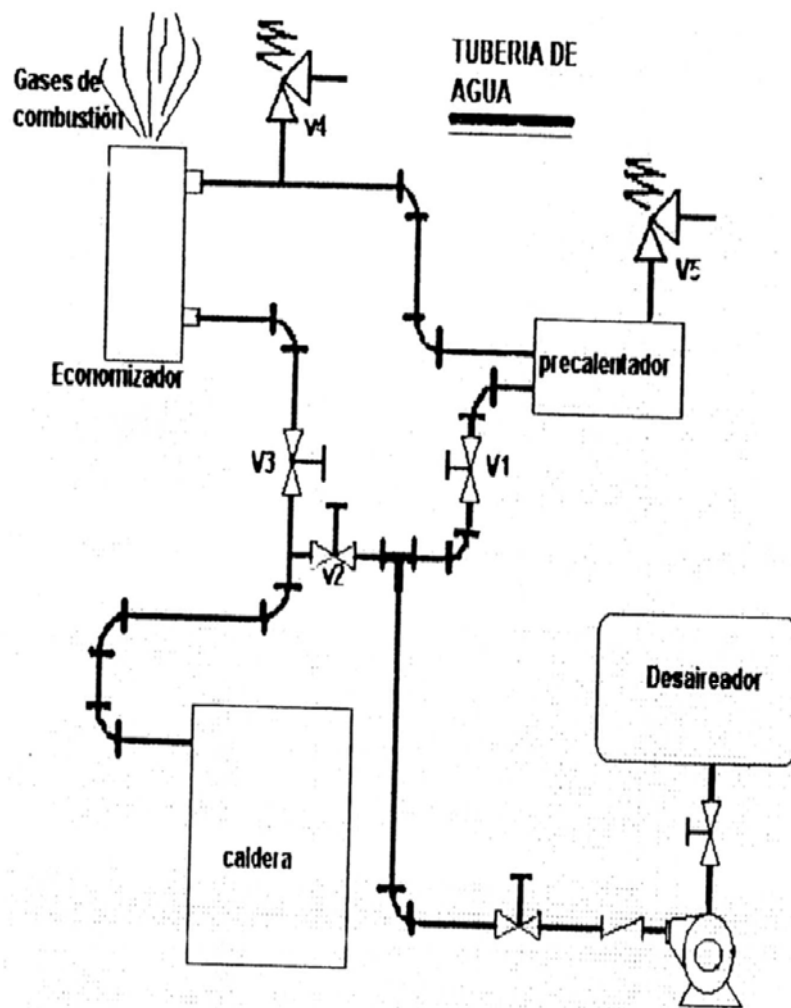 Gases de
combustión
TUBERIA DE
AGUA
V4
V5
precalentador
Economizador
V3
V1
V2
Desaireador
caldera